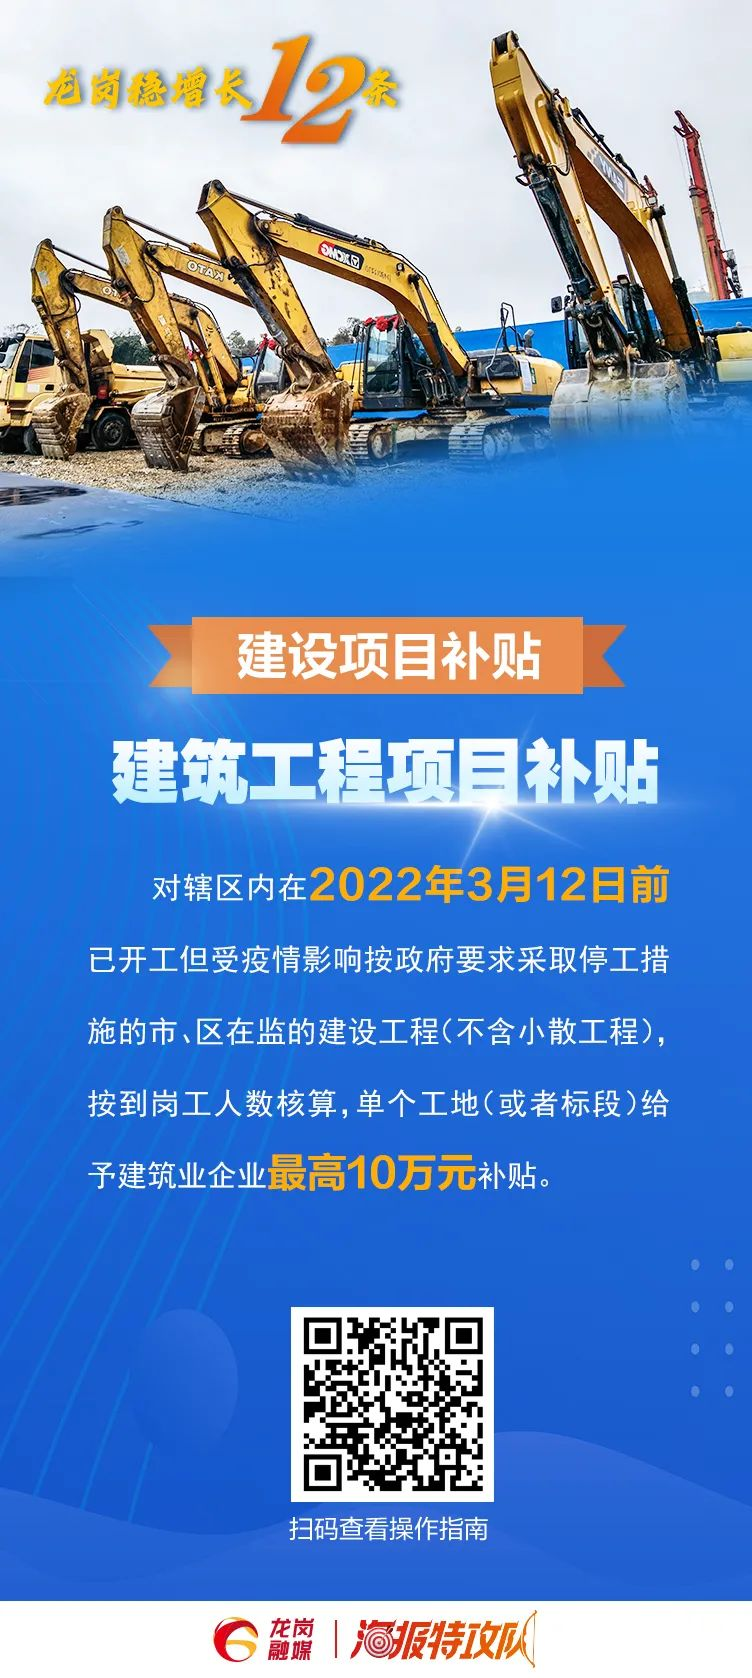 龙岗稳增长12条
KATO
KATO
XCMG
建设项目补贴
建筑工程项目补贴
对辖区内在2022年3月12日前
已开工但受疫情影响按政府要求采取停工措
施的市、区在监的建设工程(不含小散工程),
按到岗工人数核算,单个工地(或者标段)给
予建筑业企业最高10万元补贴。
扫码查看操作指南
龙岗
融媒
海报特攻队